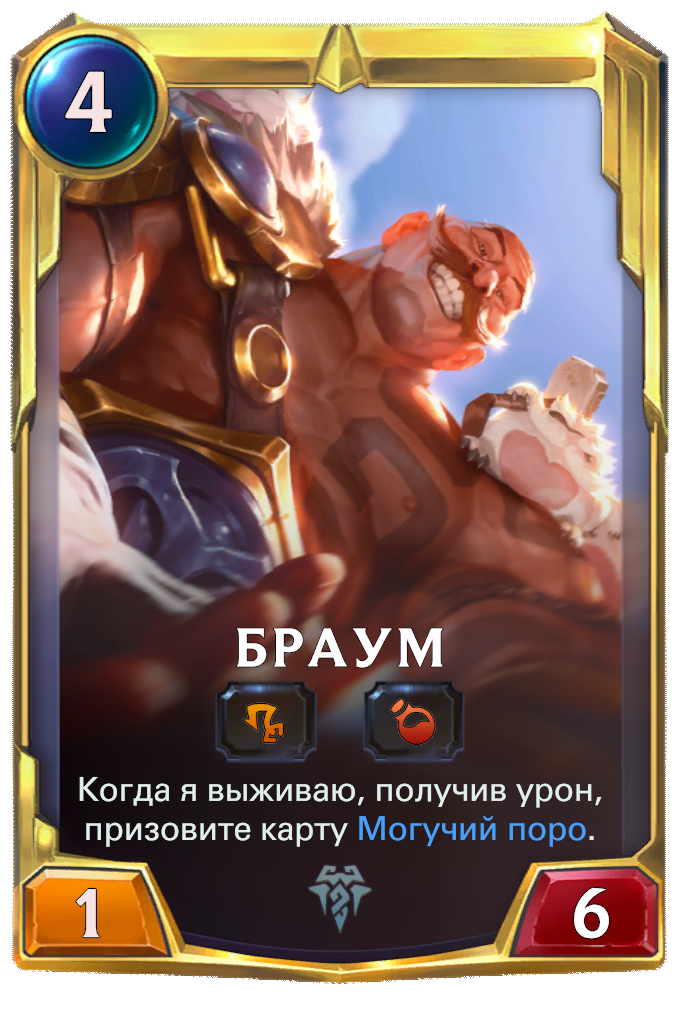 4
БРАУМ
Когда я выживаю, получив урон,
призовите карту Могучий поро.
1
6